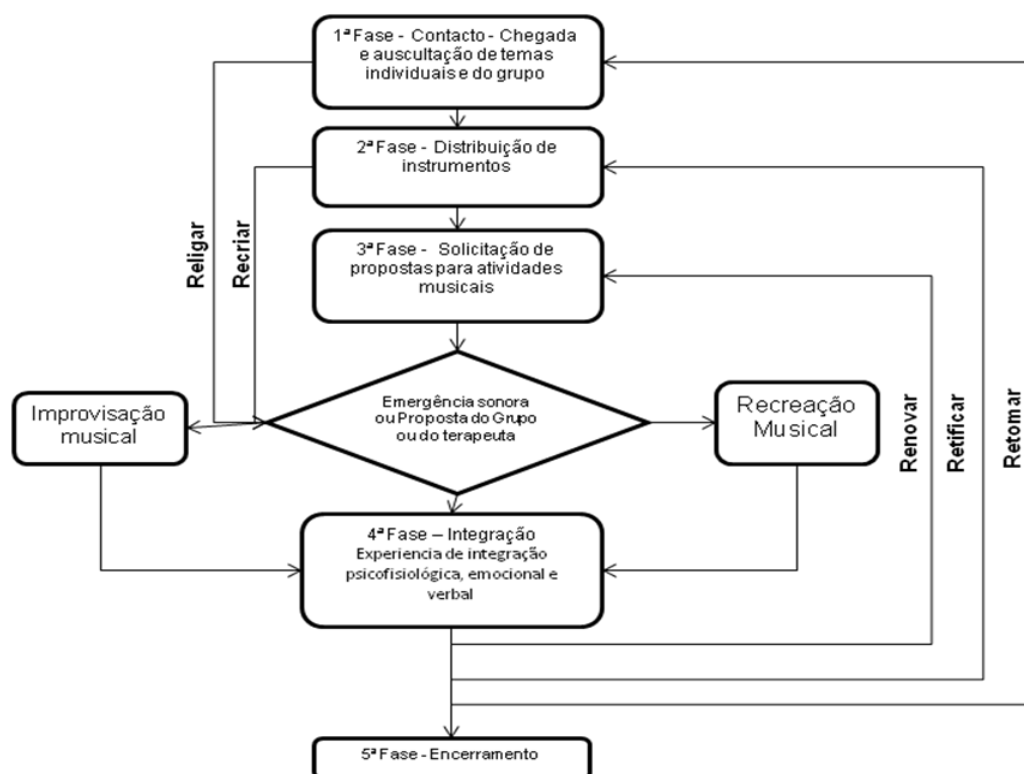 1ª Fase - Contacto - Chegada
e auscultação de temas
individuais e do grupo
2ª Fase - Distribuição de
instrumentos
3ª Fase - Solicitação de
propostas para atividades
musicais
Religar
Recriar
Emergência sonora
ou Proposta do Grupo
ou do terapeuta
Improvisação
musical
Recreação
Musical
Renovar
Retificar
Retomar
4ª Fase – Integração
Experiencia de integração
psicofisiológica, emocional e
verbal
5ª Fase - Encerramento